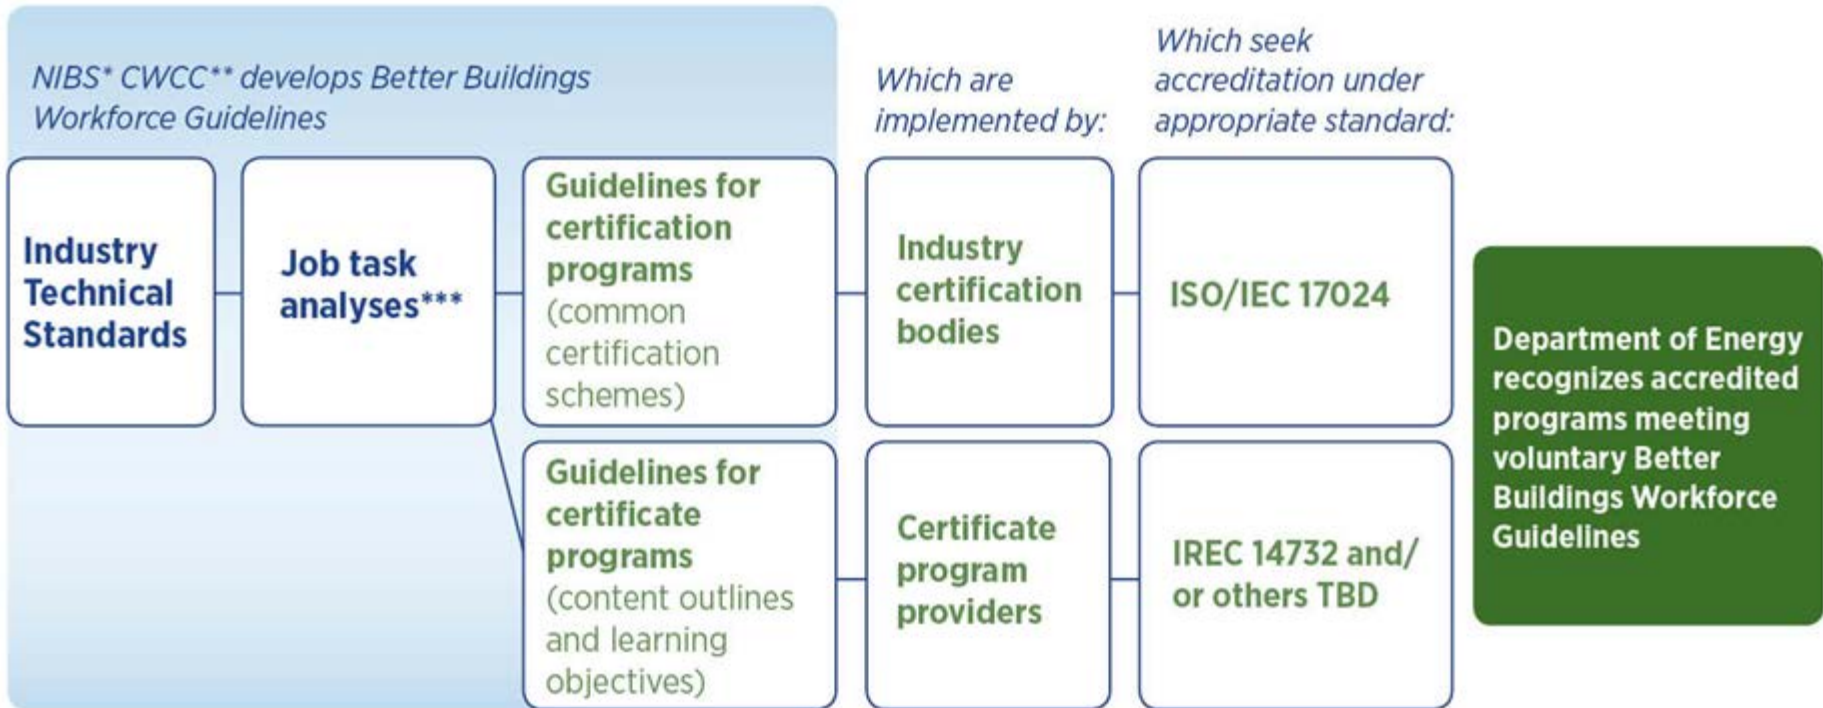 NIBS* CWCC** develops Better Buildings
Workforce Guidelines
Which are
implemented by:
Which seek
accreditation under
appropriate standard:
Industry
Technical
Standards
Job task
analyses***
Guidelines for
certification
programs
(common
certification
schemes)
Industry
certification
bodies
ISO/IEC 17024
Guidelines for
certificate
programs
(content outlines
and learning
objectives)
Certificate
program
providers
IREC 14732 and/
or others TBD
Department of Energy
recognizes accredited
programs meeting
voluntary Better
Buildings Workforce
Guidelines